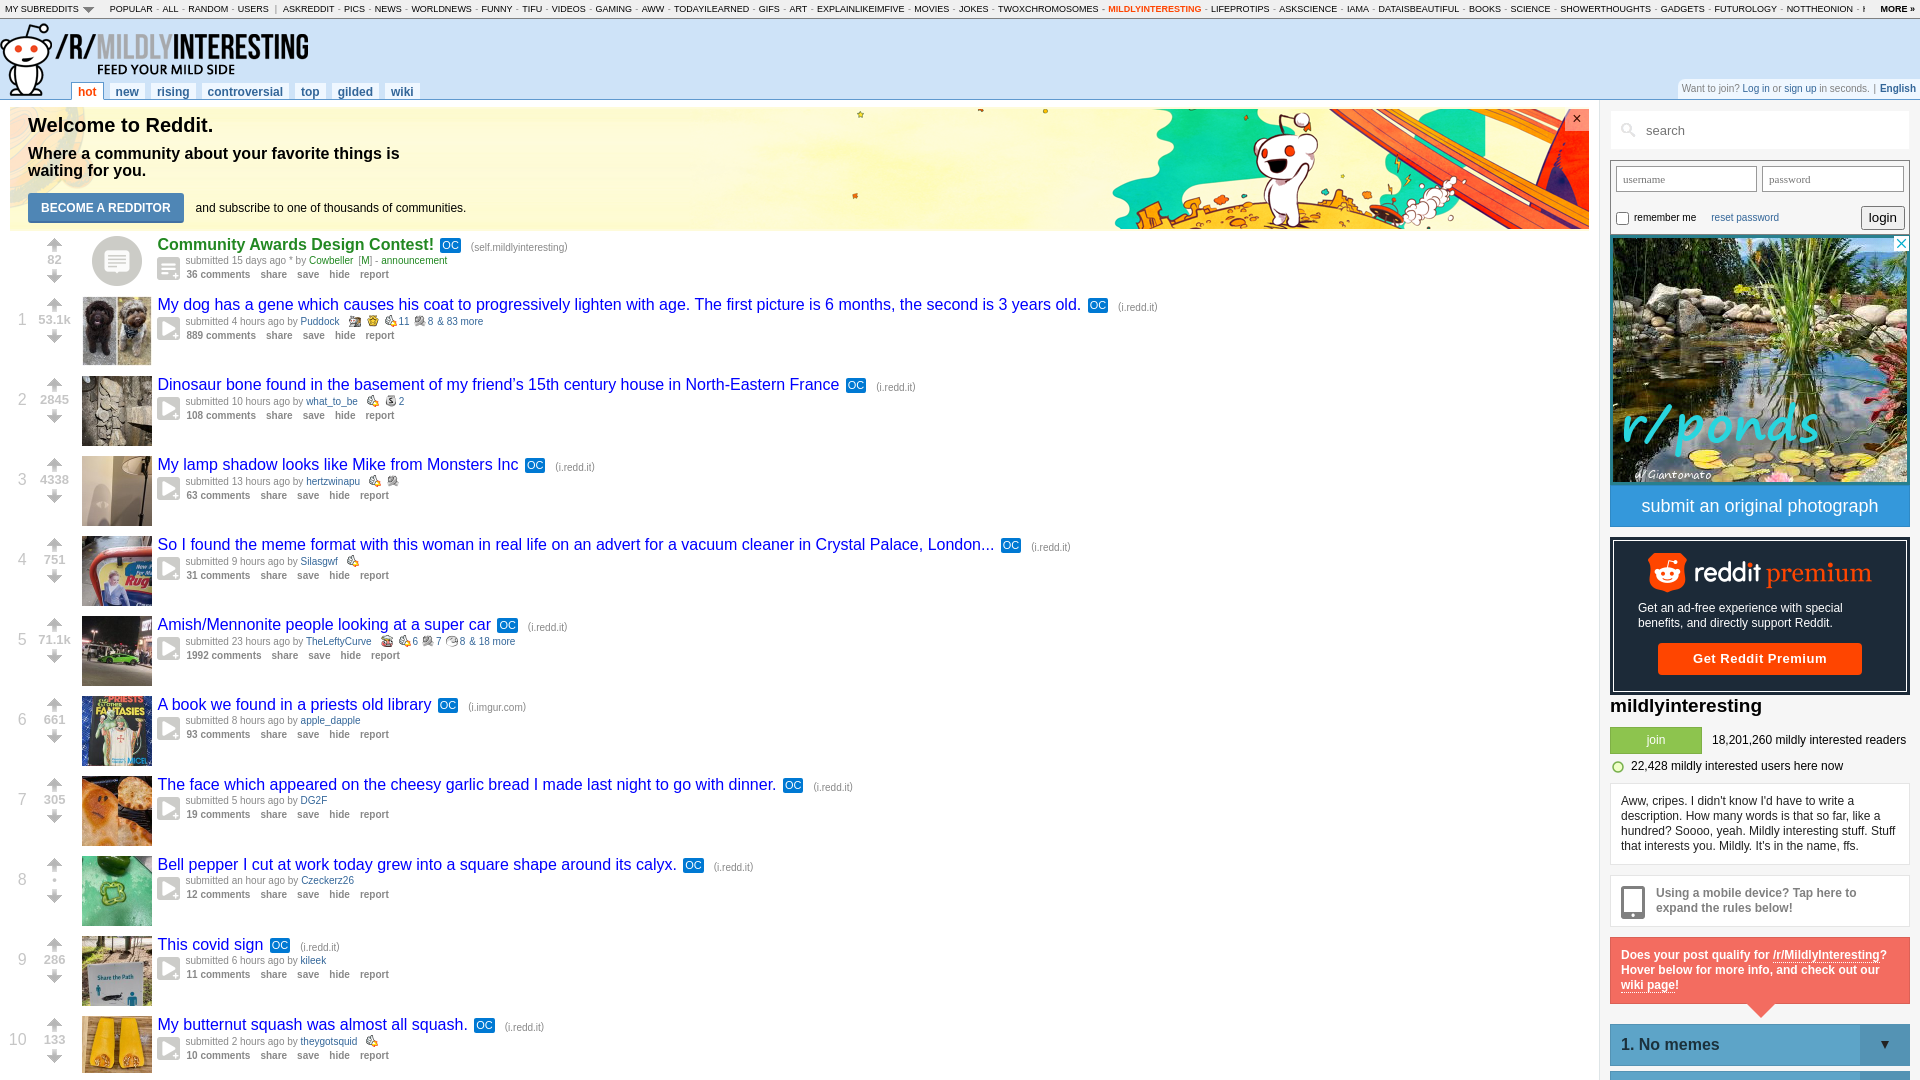 MY SUBREDDITS POPULAR - ALL - RANDOM - USERS | ASKREDDIT - PICS - NEWS - WORLDNEWS - FUNNY - TIFU - VIDEOS - GAMING - AWW - TODAYILEARNED - GIFS - ART - EXPLAINLIKEIMFIVE - MOVIES - JOKES - TWOXCHROMOSOMES - MILDLYINTERESTING - LIFEPROTIPS - ASKSCIENCE - IAMA - DATAISBEAUTIFUL - BOOKS - SCIENCE - SHOWERTHOUGHTS - GADGETS - FUTUROLOGY - NOTTHEONION - MORE »
/R/MILDLYINTERESTING
FEED YOUR MILD SIDE
hot new rising controversial top gilded wiki
Want to join? Log in or sign up in seconds. | English
Welcome to Reddit.
Where a community about your favorite things is
waiting for you.
BECOME A REDDITOR and subscribe to one of thousands of communities.
×
82
Community Awards Design Contest! OC (self.mildlyinteresting)
submitted 15 days ago * by Cowbeller [M] - announcement
36 comments share save hide report
1
53.1k
My dog has a gene which causes his coat to progressively lighten with age. The first picture is 6 months, the second is 3 years old. OC (i.redd.it)
submitted 4 hours ago by Puddock 11 8 & 83 more
889 comments share save hide report
2
2845
Dinosaur bone found in the basement of my friend’s 15th century house in North-Eastern France OC (i.redd.it)
submitted 10 hours ago by what_to_be 2
108 comments share save hide report
3
4338
My lamp shadow looks like Mike from Monsters Inc OC (i.redd.it)
submitted 13 hours ago by hertzwinapu
63 comments share save hide report
4
751
So I found the meme format with this woman in real life on an advert for a vacuum cleaner in Crystal Palace, London... OC (i.redd.it)
submitted 9 hours ago by Silasgwf
31 comments share save hide report
5
71.1k
Amish/Mennonite people looking at a super car OC (i.redd.it)
submitted 23 hours ago by TheLeftyCurve 6 7 8 & 18 more
1992 comments share save hide report
6
661
FANTASIES
A book we found in a priests old library OC (i.imgur.com)
submitted 8 hours ago by apple_dapple
93 comments share save hide report
7
305
The face which appeared on the cheesy garlic bread I made last night to go with dinner. OC (i.redd.it)
submitted 5 hours ago by DG2F
19 comments share save hide report
8
•
Bell pepper I cut at work today grew into a square shape around its calyx. OC (i.redd.it)
submitted an hour ago by Czeckerz26
12 comments share save hide report
9
286
Share the Path
This covid sign OC (i.redd.it)
submitted 6 hours ago by kileek
11 comments share save hide report
10
133
My butternut squash was almost all squash. OC (i.redd.it)
submitted 2 hours ago by theygotsquid
10 comments share save hide report
search
username password
remember me reset password login
r/ponds
u/Giantomato
submit an original photograph
reddit premium
Get an ad-free experience with special
benefits, and directly support Reddit.
Get Reddit Premium
mildlyinteresting
join 18,201,260 mildly interested readers
22,428 mildly interested users here now
Aww, cripes. I didn't know I'd have to write a
description. How many words is that so far, like a
hundred? Soooo, yeah. Mildly interesting stuff. Stuff
that interests you. Mildly. It's in the name, ffs.
Using a mobile device? Tap here to
expand the rules below!
Does your post qualify for /r/MildlyInteresting?
Hover below for more info, and check out our
wiki page!
1. No memes ▼